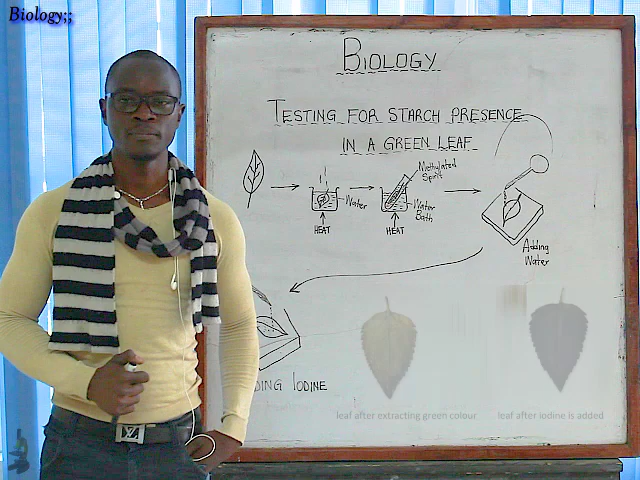 Biology;;
BIOLOGY
TESTING FOR STARCH PRESENCE
IN A GREEN LEAF
Methylated
Spirit
Water
Water
Bath
HEAT
HEAT
Adding
Water
DING IODINE
leaf after extracting green colour
leaf after iodine is added